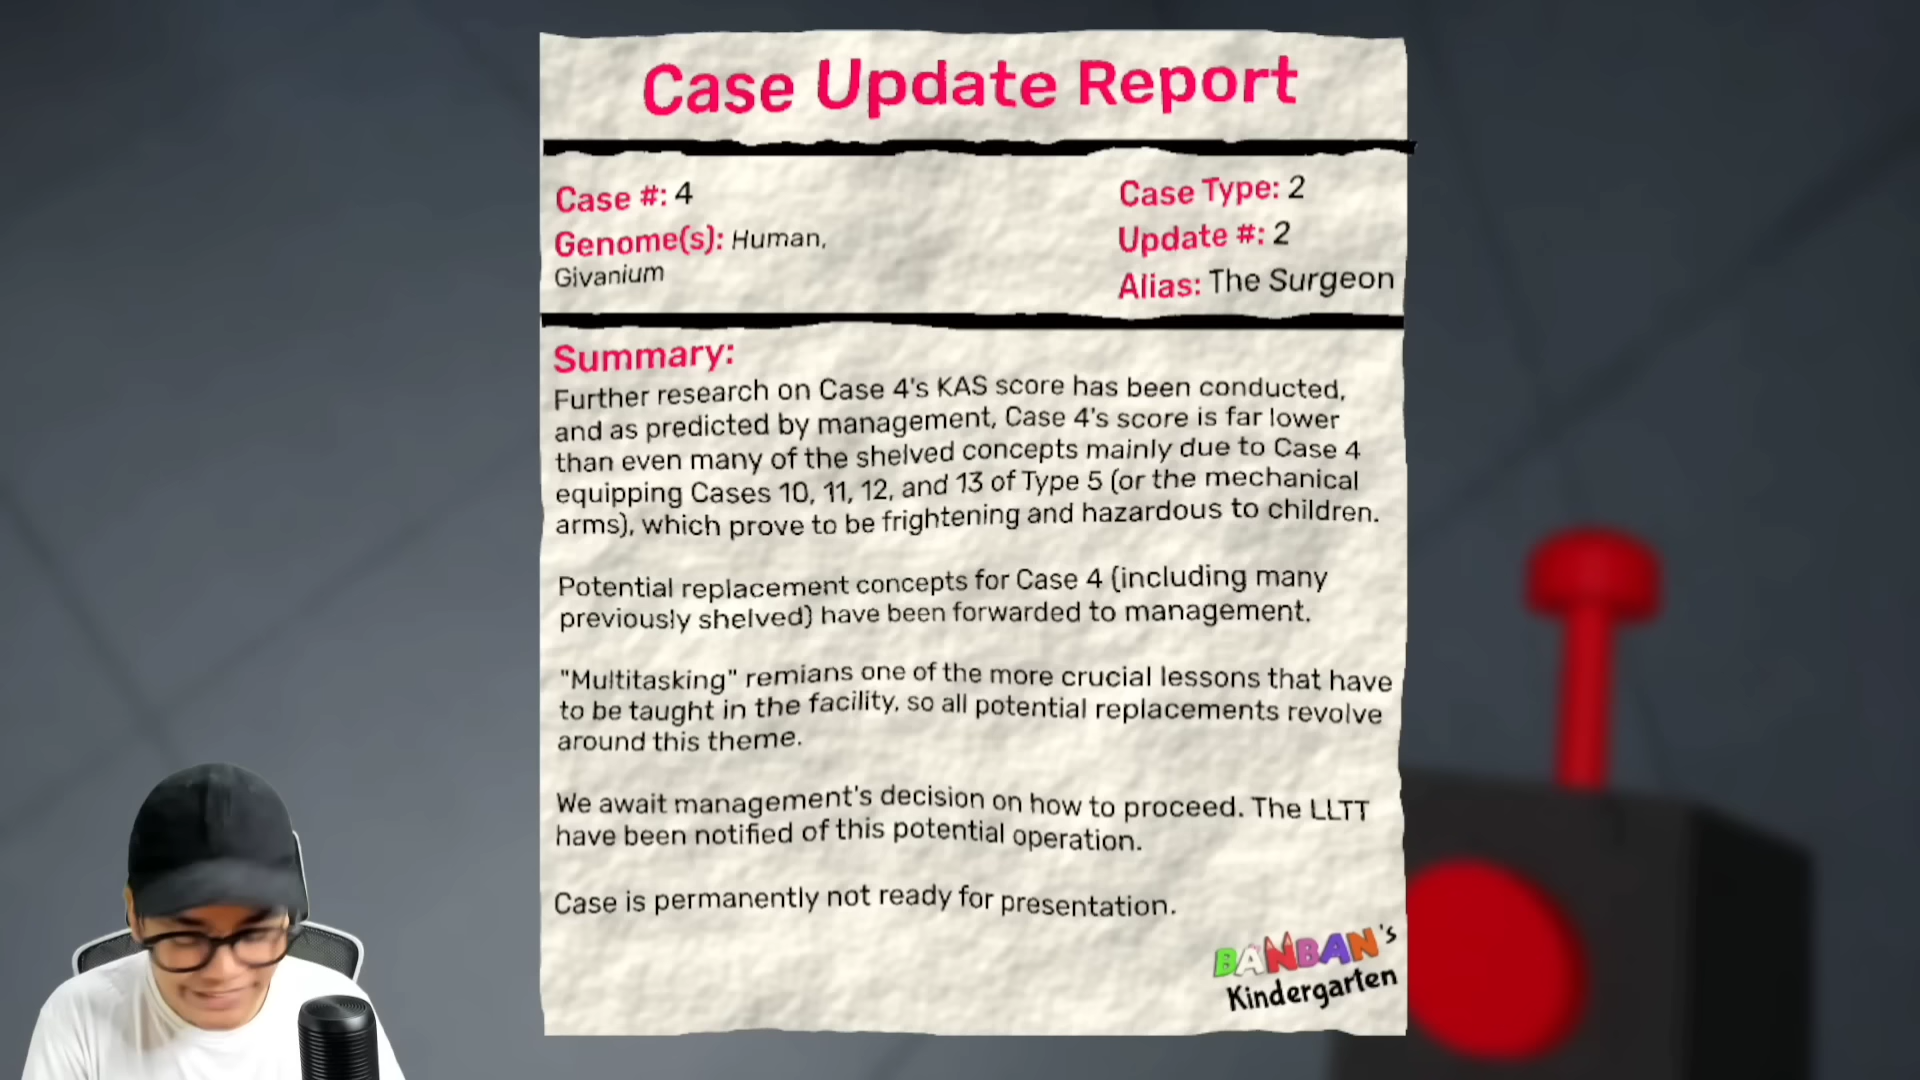 Case Update Report
Case #: 4
Genome(s): Human,
Givanium
Case Type: 2
Update #: 2
Alias: The Surgeon
Summary:
Further research on Case 4's KAS score has been conducted,
and as predicted by management, Case 4's score is far lower
than even many of the shelved concepts mainly due to Case 4
equipping Cases 10, 11, 12, and 13 of Type 5 (or the mechanical
arms), which prove to be frightening and hazardous to children.
Potential replacement concepts for Case 4 (including many
previously shelved) have been forwarded to management.
"Multitasking" remians one of the more crucial lessons that have
to be taught in the facility, so all potential replacements revolve
around this theme.
We await management's decision on how to proceed. The LLTT
have been notified of this potential operation.
Case is permanently not ready for presentation.
BANBAN's
Kindergarten